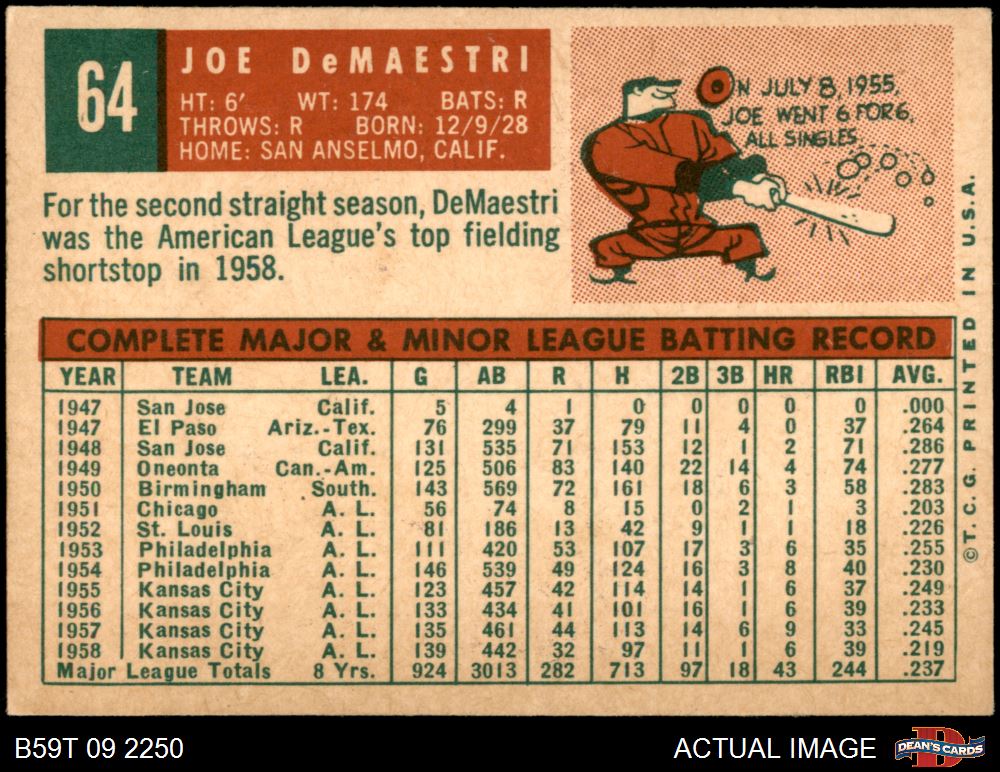 64
JOE DeMAESTRI
HT: 6' WT: 174 BATS: R
THROWS: R BORN: 12/9/28
HOME: SAN ANSELMO, CALIF.
ON JULY 8, 1955,
JOE WENT 6 FOR 6,
ALL SINGLES
For the second straight season, DeMaestri
was the American League's top fielding
shortstop in 1958.
COMPLETE MAJOR & MINOR LEAGUE BATTING RECORD
YEAR TEAM LEA. G AB R H 2B 3B HR RBI AVG.
1947 San Jose Calif. 5 4 1 0 0 0 0 0 .000
1947 El Paso Ariz.-Tex. 76 299 37 79 11 4 0 37 .264
1948 San Jose Calif. 131 535 71 153 12 1 2 71 .286
1949 Oneonta Can.-Am. 125 506 83 140 22 14 4 74 .277
1950 Birmingham South. 143 569 72 161 18 6 3 58 .283
1951 Chicago A. L. 56 74 8 15 0 2 1 3 .203
1952 St. Louis A. L. 81 186 13 42 9 1 1 18 .226
1953 Philadelphia A. L. 111 420 53 107 17 3 6 35 .255
1954 Philadelphia A. L. 146 539 49 124 16 3 8 40 .230
1955 Kansas City A. L. 123 457 42 114 14 1 6 37 .249
1956 Kansas City A. L. 133 434 41 101 16 1 6 39 .233
1957 Kansas City A. L. 135 461 44 113 14 6 9 33 .245
1958 Kansas City A. L. 139 442 32 97 11 1 6 39 .219
Major League Totals 8 Yrs. 924 3013 282 713 97 18 43 244 .237
© T. C. G. PRINTED IN U.S.A.
B59T 09 2250
ACTUAL IMAGE
DEAN'S CARDS